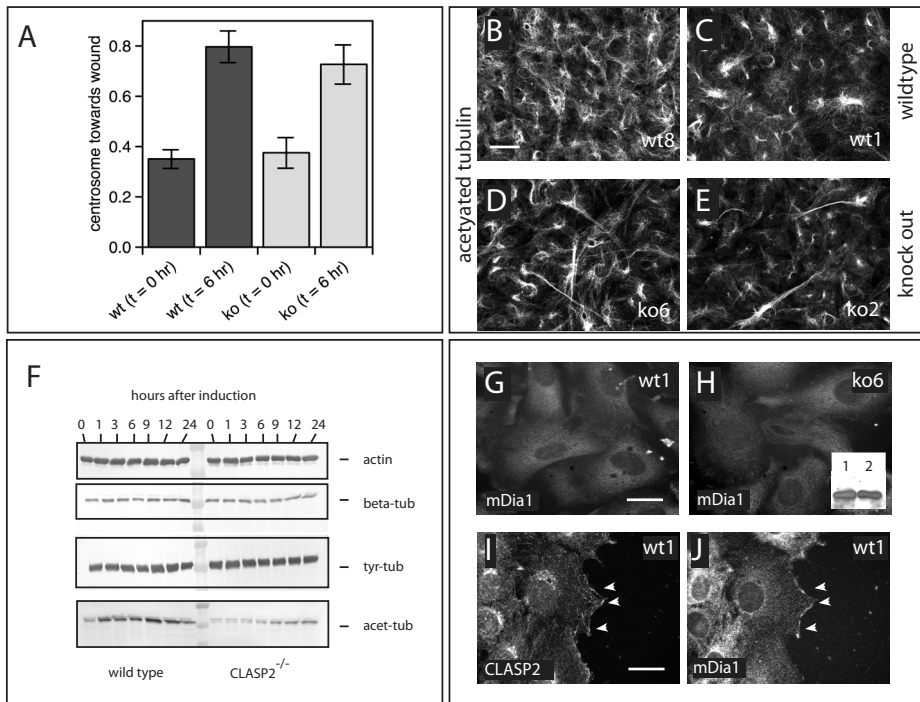 A
centrosome towards wound
0.8
0.6
0.4
0.2
0.0
wt (t = 0 hr)
wt (t = 6 hr)
ko (t = 0 hr)
ko (t = 6 hr)
acetyated tubulin
B
wt8
C
wt1
wildtype
D
ko6
E
ko2
knock out
F
hours after induction
0 1 3 6 9 12 24 0 1 3 6 9 12 24
actin
beta-tub
tyr-tub
acet-tub
wild type
CLASP2-/-
G
wt1
mDia1
H
ko6
mDia1
1 2
I
wt1
CLASP2
J
wt1
mDia1